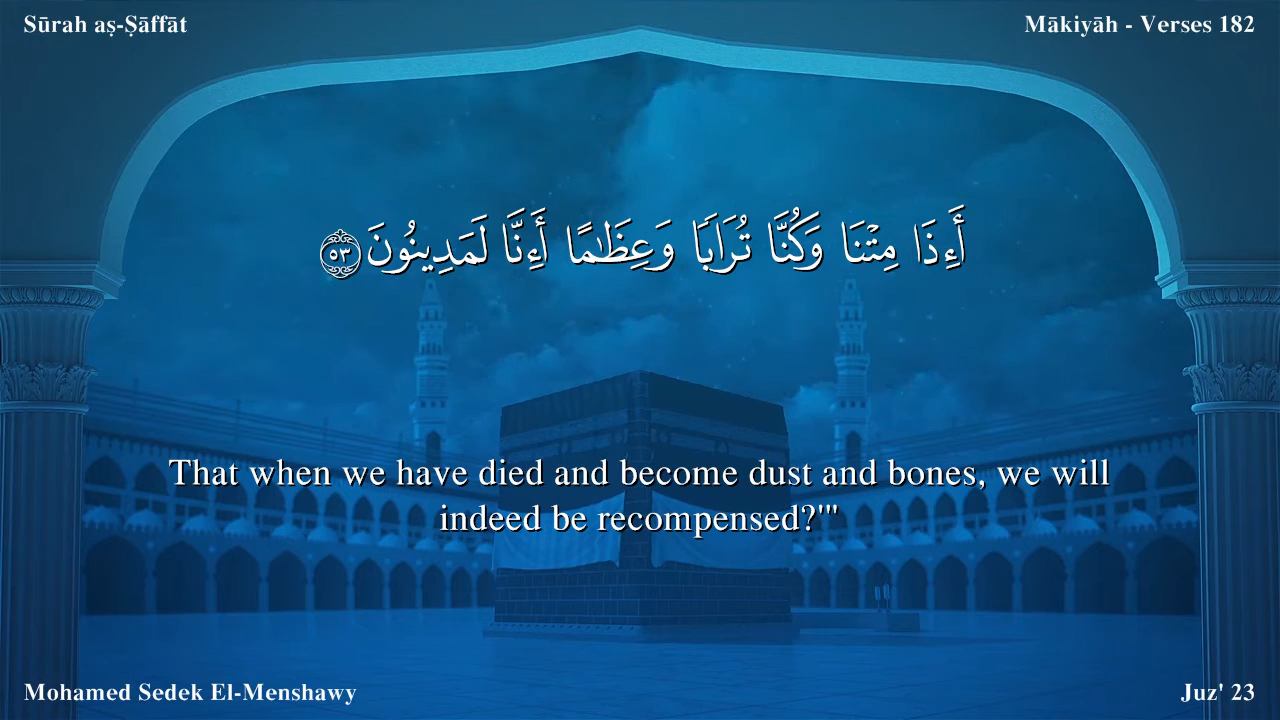 Sūrah aṣ-Ṣāffāt
Mākiyāh - Verses 182
أَءِذَا مِتْنَا وَكُنَّا تُرَابًا وَعِظَٰمًا أَءِنَّا لَمَدِينُونَ ٥٣
That when we have died and become dust and bones, we will
indeed be recompensed?'"
Mohamed Sedek El-Menshawy
Juz' 23